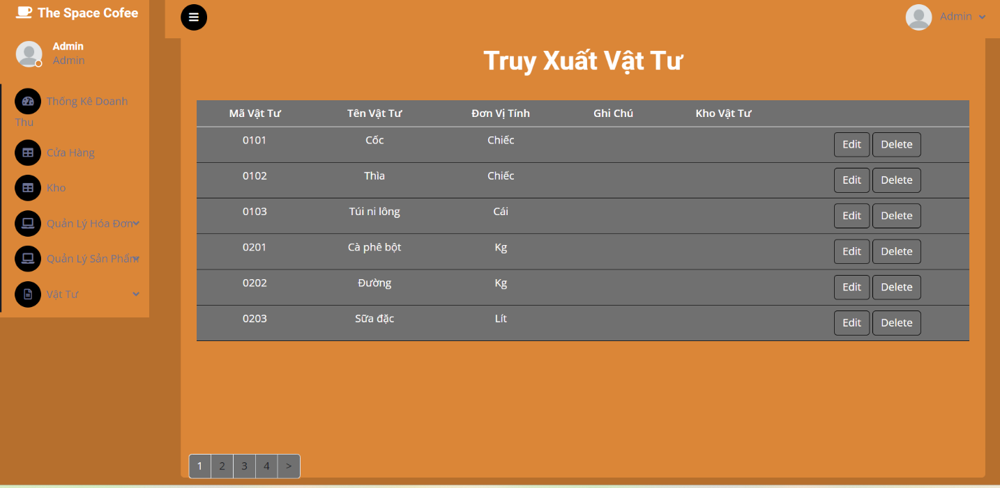 The Space Cofee
Admin
Admin
Admin
Thống Kê Doanh
Thu
Cửa Hàng
Kho
Quản Lý Hóa Đơn
Quản Lý Sản Phẩm
Vật Tư
Truy Xuất Vật Tư
Mã Vật Tư Tên Vật Tư Đơn Vị Tính Ghi Chú Kho Vật Tư
0101 Cốc Chiếc Edit Delete
0102 Thìa Chiếc Edit Delete
0103 Túi ni lông Cái Edit Delete
0201 Cà phê bột Kg Edit Delete
0202 Đường Kg Edit Delete
0203 Sữa đặc Lít Edit Delete
1 2 3 4 >